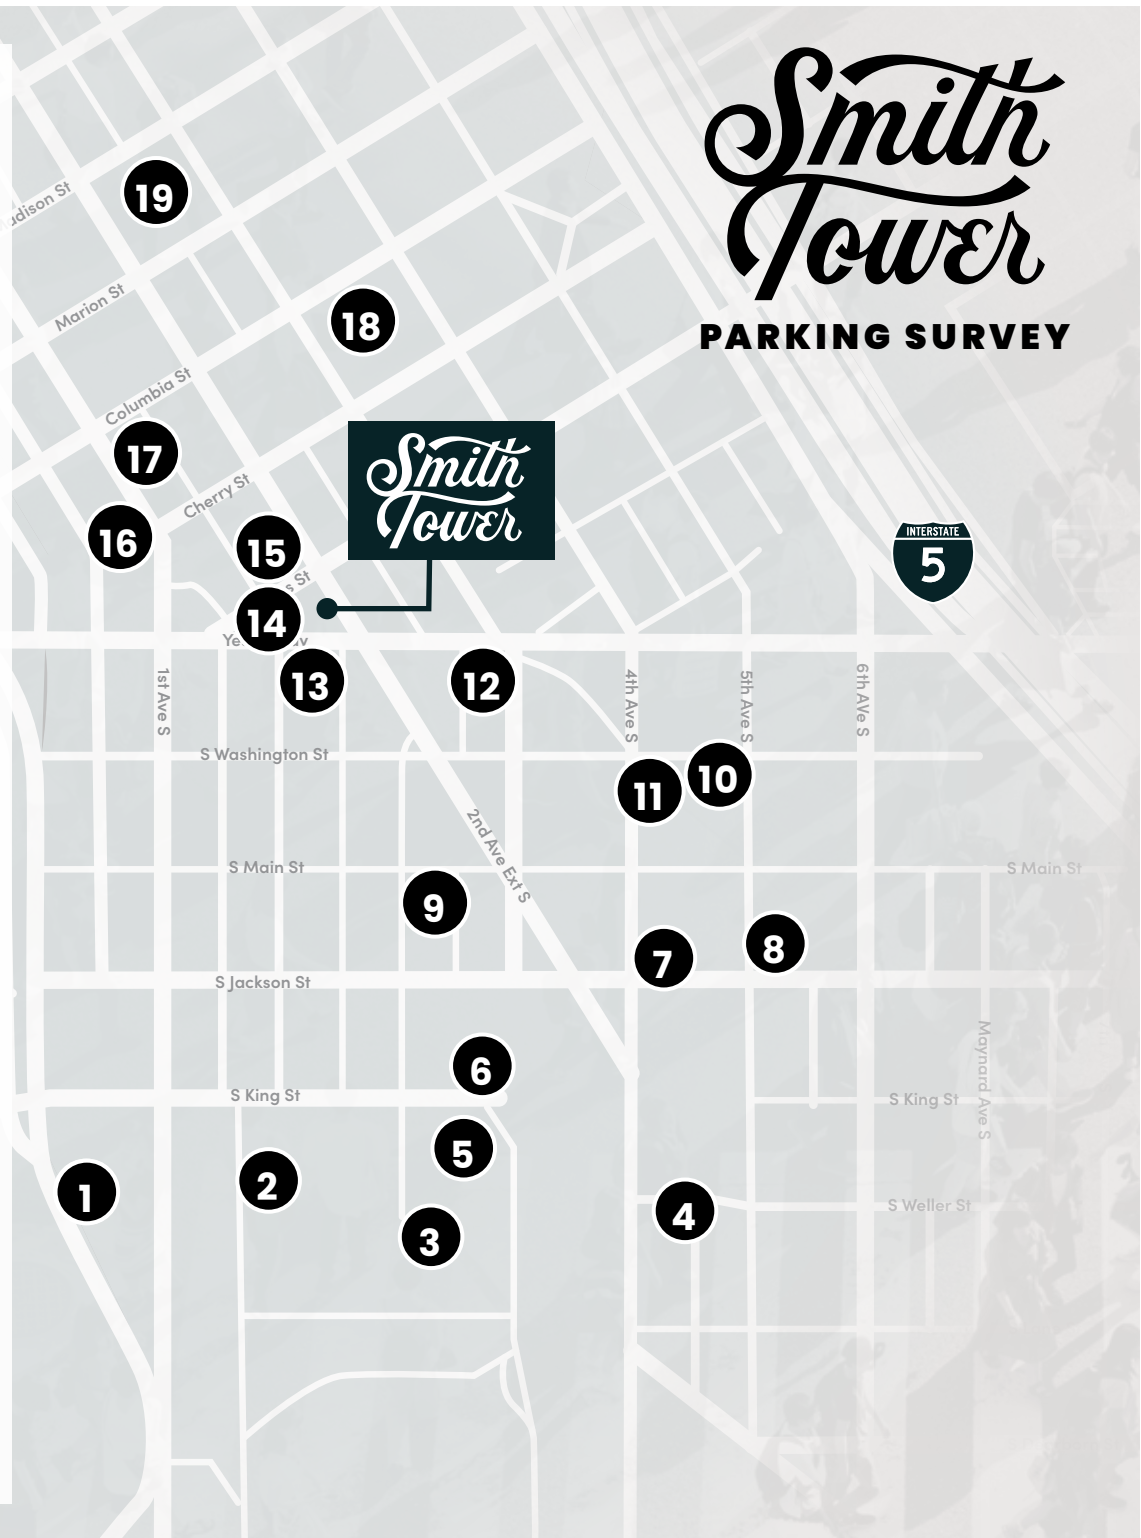 Smith
Tower
PARKING SURVEY
19
Marion St
18
Columbia St
17
Cherry St
Smith
Tower
16
15
INTERSTATE
5
14
13
12
1st Ave S
4th Ave S
5th Ave S
6th AVe S
S Washington St
11
10
2nd Ave Ext S
S Main St
S Main St
9
7
8
S Jackson St
6
Maynard Ave S
S King St
S King St
5
1
2
4
S Weller St
3